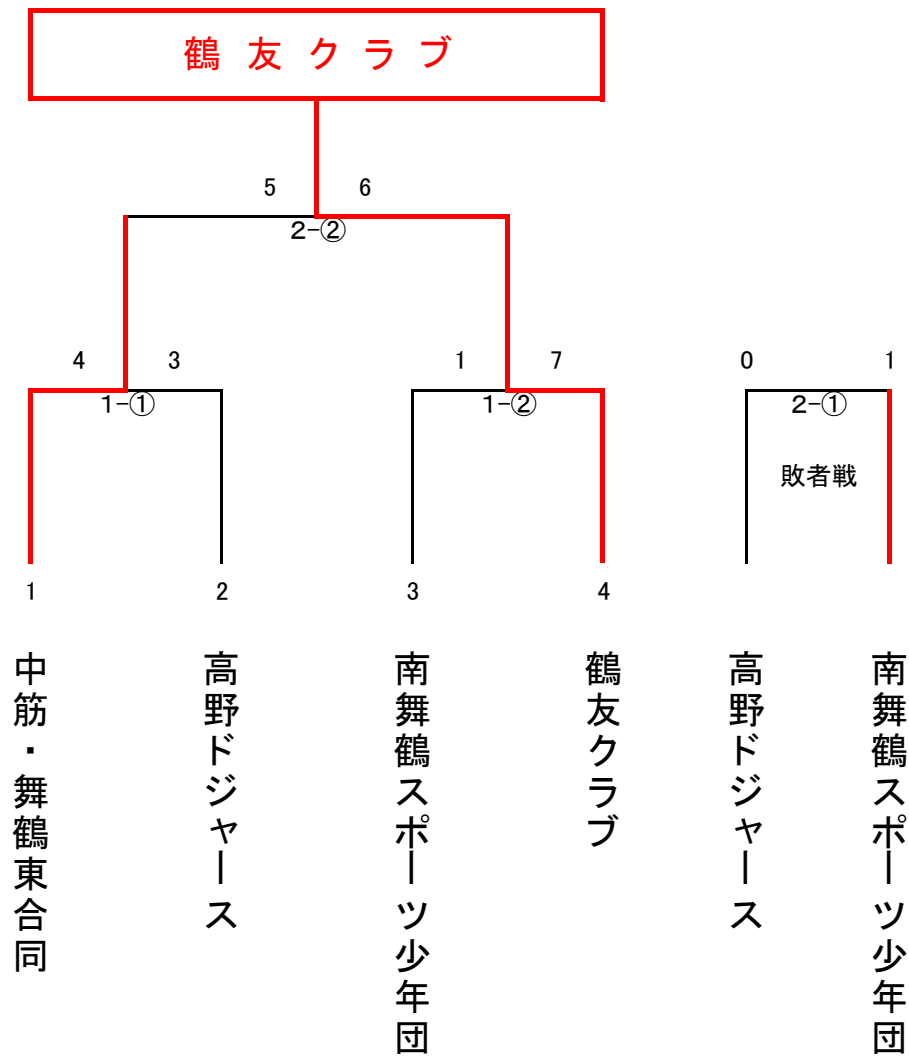 鶴友クラブ
5 6
2-②
4 3 1 7 0 1
1-① 1-② 2-①
敗者戦
1 2 3 4
中筋・舞鶴東合同
高野ドジャース
南舞鶴スポーツ少年団
鶴友クラブ
高野ドジャース
南舞鶴スポーツ少年団